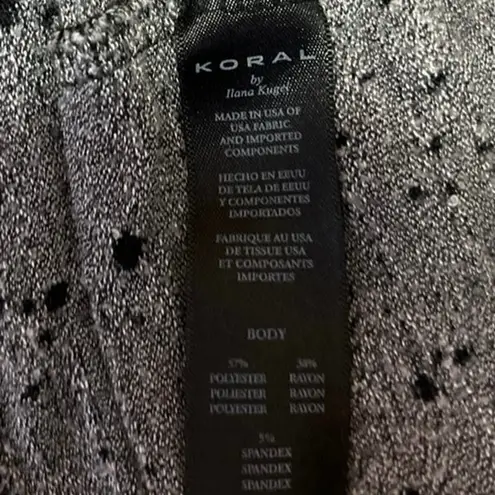 KORAL
by
Ilana Kugel
MADE IN USA OF
USA FABRIC
AND IMPORTED
COMPONENTS
HECHO EN EEUU
DE TELA DE EEUU
Y COMPONENTES
IMPORTADOS
FABRIQUE AU USA
DE TISSUE USA
ET COMPOSANTS
IMPORTES
BODY
57% 38%
POLYESTER RAYON
POLIESTER RAYON
POLYESTER RAYON
5%
SPANDEX
SPANDEX
SPANDEX